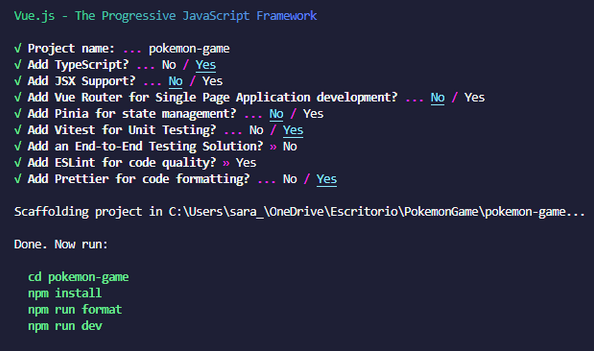 Vue.js - The Progressive JavaScript Framework
√ Project name: ... pokemon-game
√ Add TypeScript? ... No / Yes
√ Add JSX Support? ... No / Yes
√ Add Vue Router for Single Page Application development? ... No / Yes
√ Add Pinia for state management? ... No / Yes
√ Add Vitest for Unit Testing? ... No / Yes
√ Add an End-to-End Testing Solution? » No
√ Add ESLint for code quality? » Yes
√ Add Prettier for code formatting? ... No / Yes
Scaffolding project in C:\Users\sara_\OneDrive\Escritorio\PokemonGame\pokemon-game...
Done. Now run:
cd pokemon-game
npm install
npm run format
npm run dev